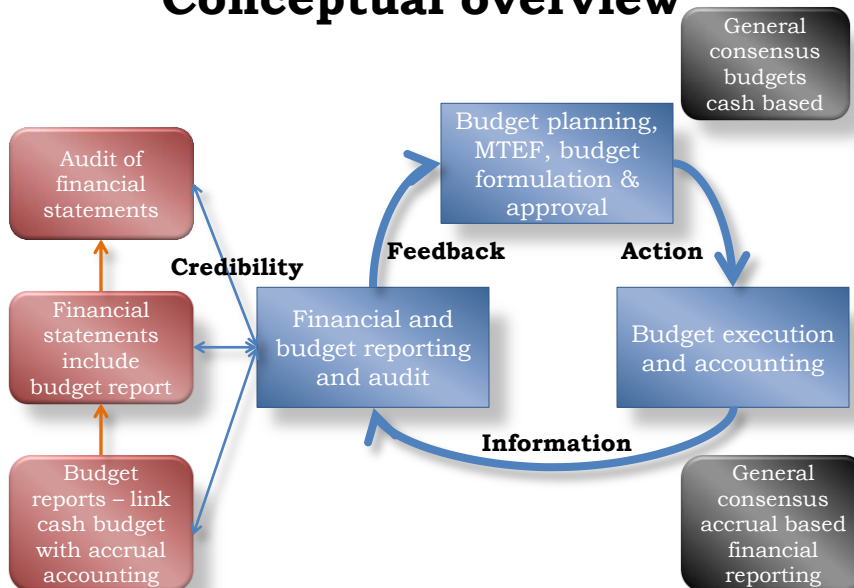 Conceptual overview
General
consensus
budgets
cash based
Budget planning,
MTEF, budget
formulation &
approval
Audit of
financial
statements
Feedback
Action
Credibility
Financial
statements
include
budget report
Financial and
budget reporting
and audit
Budget execution
and accounting
Information
Budget
reports – link
cash budget
with accrual
accounting
General
consensus
accrual based
financial
reporting